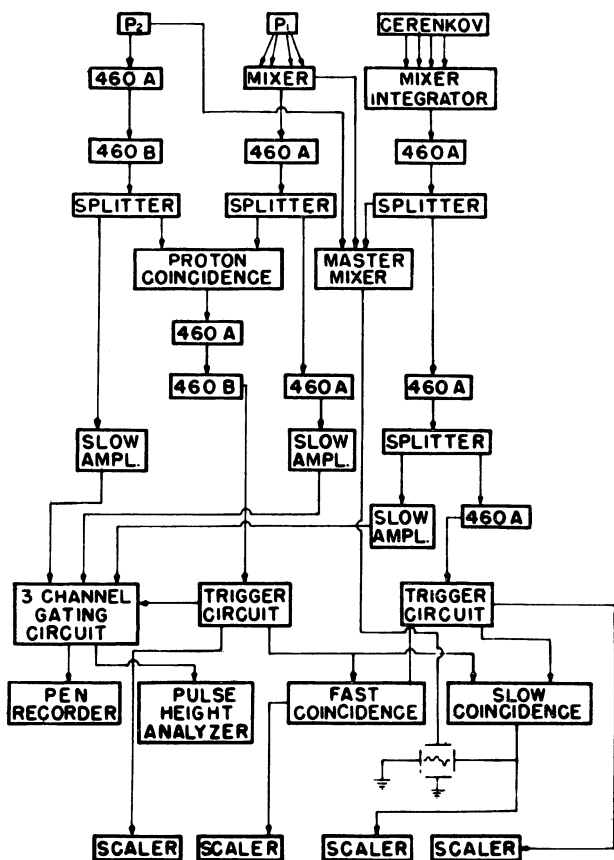 P2
P1
CERENKOV
460 A
MIXER
MIXER
INTEGRATOR
460 B
460 A
460 A
SPLITTER
SPLITTER
SPLITTER
PROTON
COINCIDENCE
MASTER
MIXER
460 A
460 B
460 A
460 A
SLOW
AMPL.
SLOW
AMPL.
SPLITTER
SLOW
AMPL.
460 A
3 CHANNEL
GATING
CIRCUIT
TRIGGER
CIRCUIT
TRIGGER
CIRCUIT
PEN
RECORDER
PULSE
HEIGHT
ANALYZER
FAST
COINCIDENCE
SLOW
COINCIDENCE
SCALER
SCALER
SCALER
SCALER